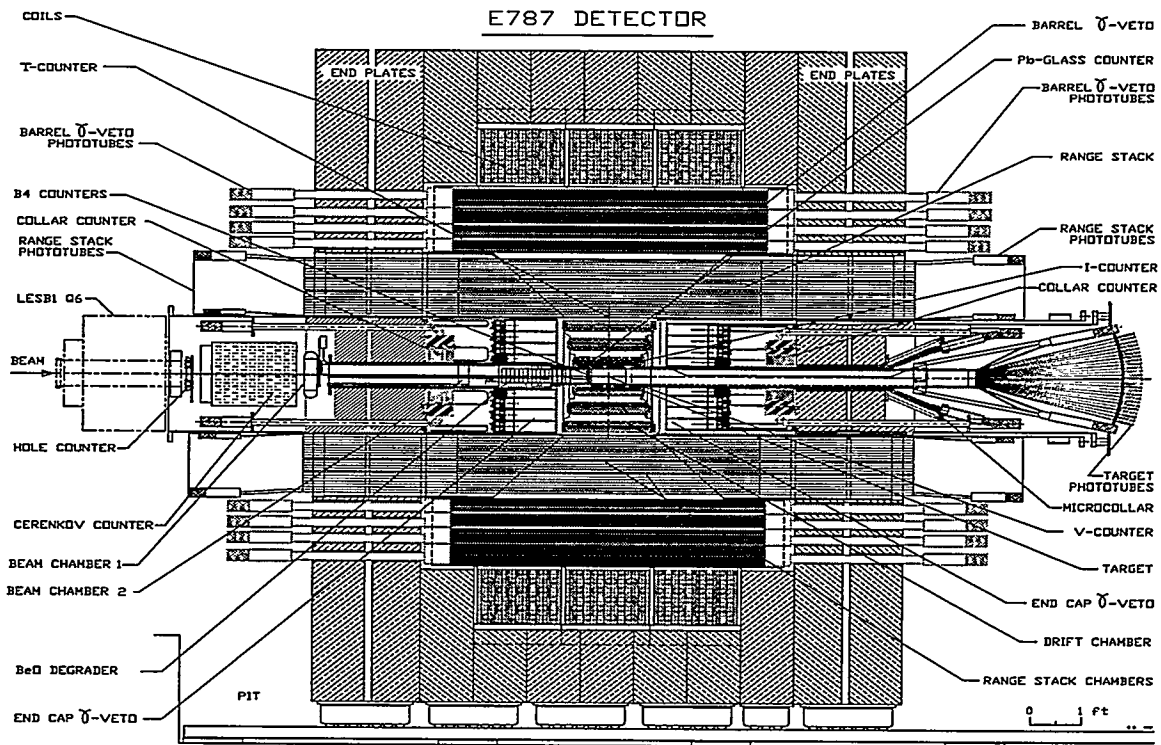 E787 DETECTOR
COILS
T-COUNTER
BARREL γ-VETO
PHOTOTUBES
B4 COUNTERS
COLLAR COUNTER
RANGE STACK
PHOTOTUBES
LESB1 Q6
BEAM
HOLE COUNTER
CERENKOV COUNTER
BEAM CHAMBER 1
BEAM CHAMBER 2
BeO DEGRADER
END CAP γ-VETO
PIT
END PLATES
END PLATES
BARREL γ-VETO
Pb-GLASS COUNTER
BARREL γ-VETO
PHOTOTUBES
RANGE STACK
RANGE STACK
PHOTOTUBES
I-COUNTER
COLLAR COUNTER
TARGET
PHOTOTUBES
MICROCOLLAR
V-COUNTER
TARGET
END CAP γ-VETO
DRIFT CHAMBER
RANGE STACK CHAMBERS
0 1 ft